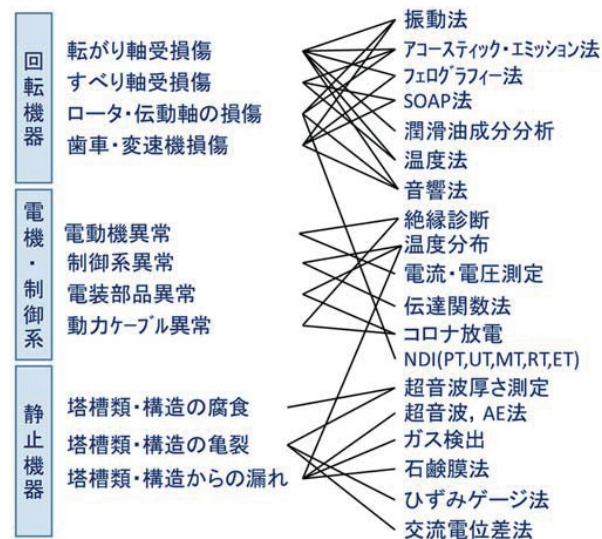 回転機器
転がり軸受損傷
すべり軸受損傷
ロータ・伝動軸の損傷
歯車・変速機損傷
電機・制御系
電動機異常
制御系異常
電装部品異常
動力ケーブル異常
静止機器
塔槽類・構造の腐食
塔槽類・構造の亀裂
塔槽類・構造からの漏れ
振動法
アコースティック・エミッション法
フェログラフィー法
SOAP法
潤滑油成分分析
温度法
音響法
絶縁診断
温度分布
電流・電圧測定
伝達関数法
コロナ放電
NDI(PT,UT,MT,RT,ET)
超音波厚さ測定
超音波, AE法
ガス検出
石鹸膜法
ひずみゲージ法
交流電位差法